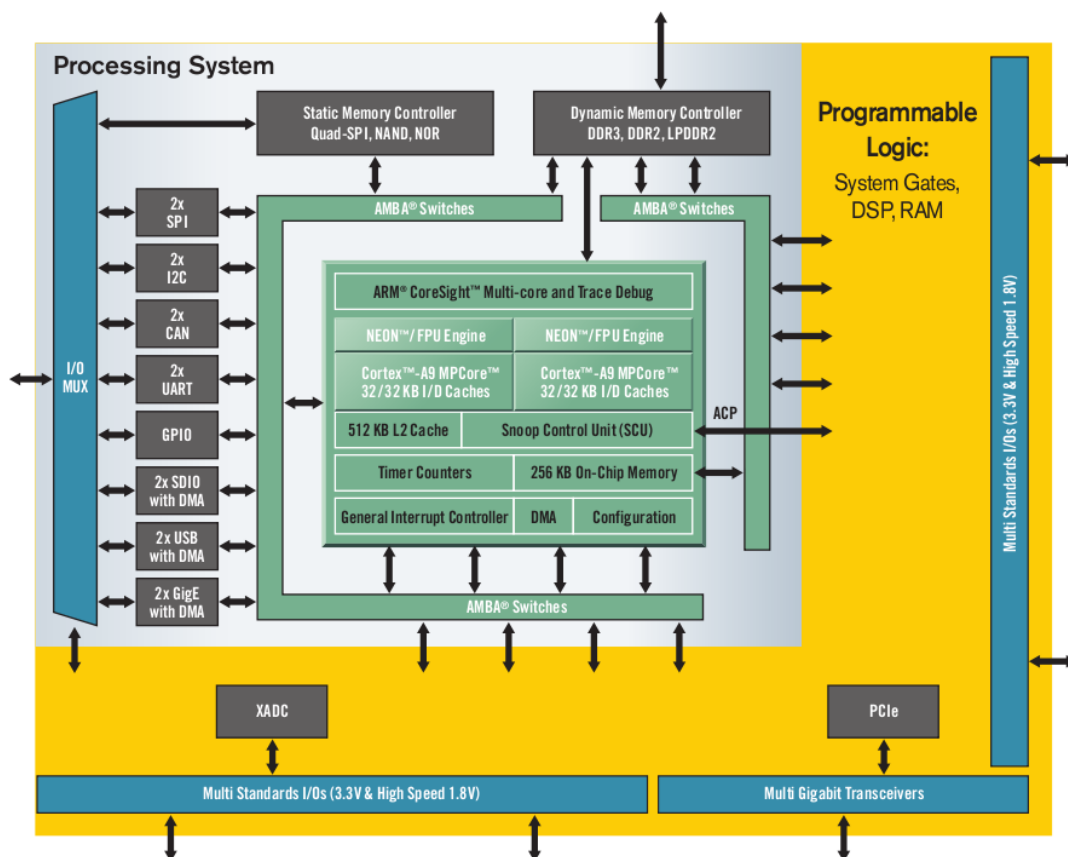 Processing System
Static Memory Controller
Quad-SPI, NAND, NOR
Dynamic Memory Controller
DDR3, DDR2, LPDDR2
Programmable
Logic:
System Gates,
DSP, RAM
AMBA® Switches
AMBA® Switches
2x
SPI
2x
I2C
2x
CAN
2x
UART
GPIO
2x SDIO
with DMA
2x USB
with DMA
2x GigE
with DMA
I/O
MUX
ARM® CoreSight™ Multi-core and Trace Debug
NEON™/FPU Engine
NEON™/FPU Engine
Cortex™-A9 MPCore™
32/32 KB I/D Caches
Cortex™-A9 MPCore™
32/32 KB I/D Caches
512 KB L2 Cache
Snoop Control Unit (SCU)
Timer Counters
256 KB On-Chip Memory
General Interrupt Controller
DMA
Configuration
ACP
AMBA® Switches
Multi Standards I/Os (3.3V & High Speed 1.8V)
XADC
PCIe
Multi Standards I/Os (3.3V & High Speed 1.8V)
Multi Gigabit Transceivers